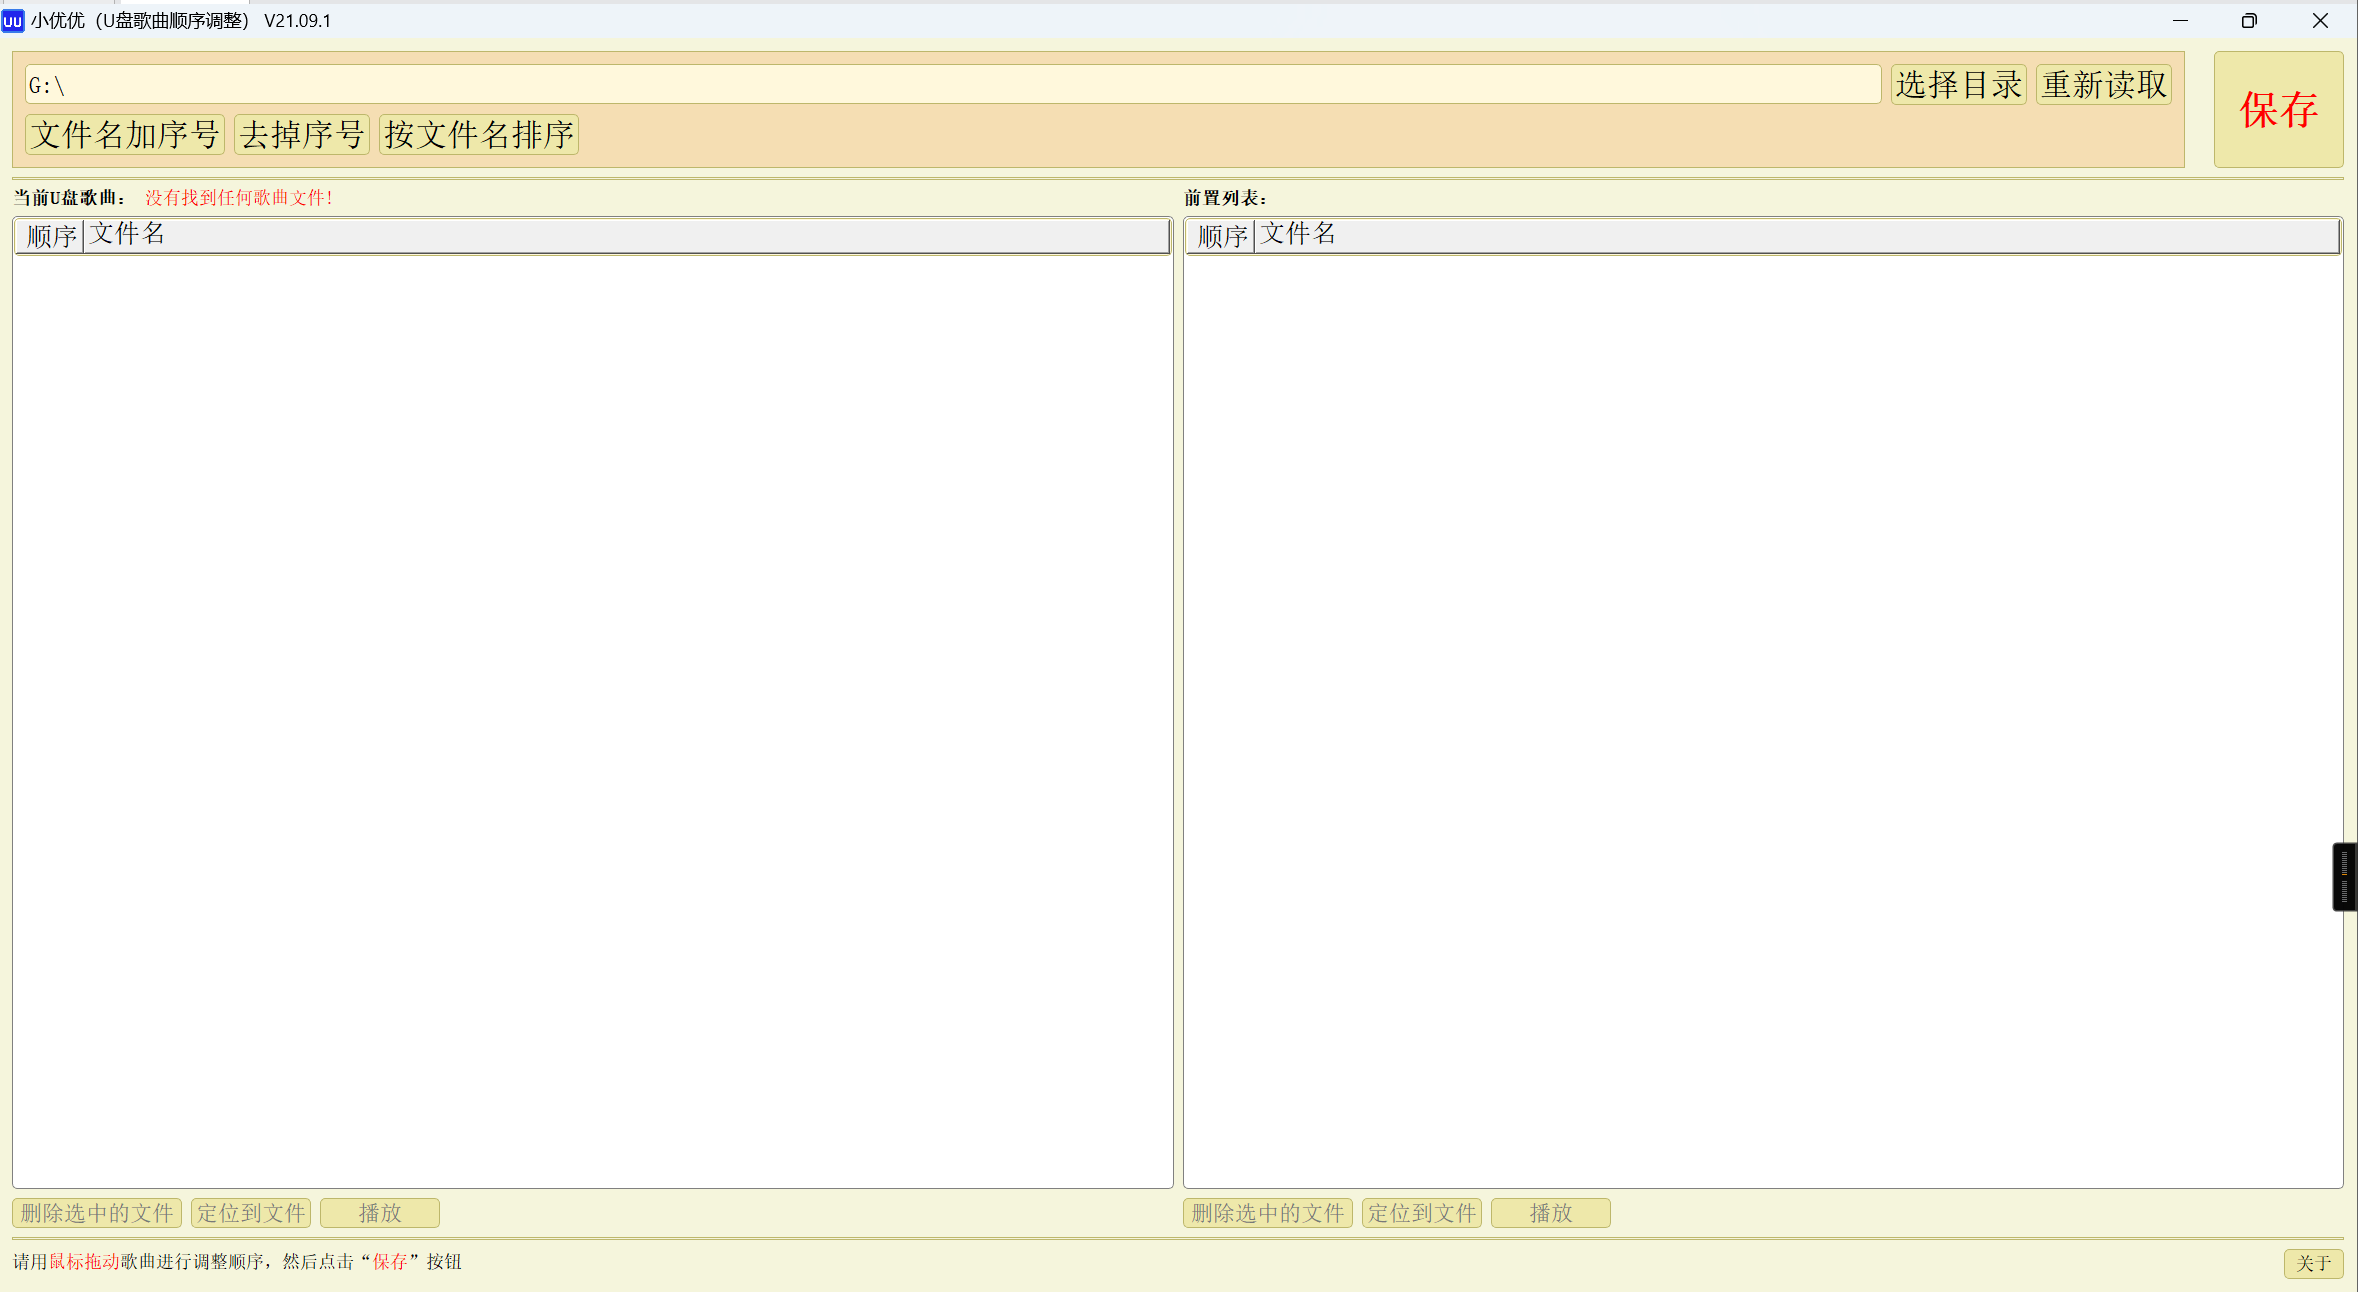 UU 小优优（U盘歌曲顺序调整） V21.09.1
G:\ 选择目录 重新读取
保存
文件名加序号 去掉序号 按文件名排序
当前U盘歌曲： 没有找到任何歌曲文件!
顺序 文件名
删除选中的文件 定位到文件 播放
前置列表：
顺序 文件名
删除选中的文件 定位到文件 播放
请用鼠标拖动歌曲进行调整顺序，然后点击“保存”按钮
关于